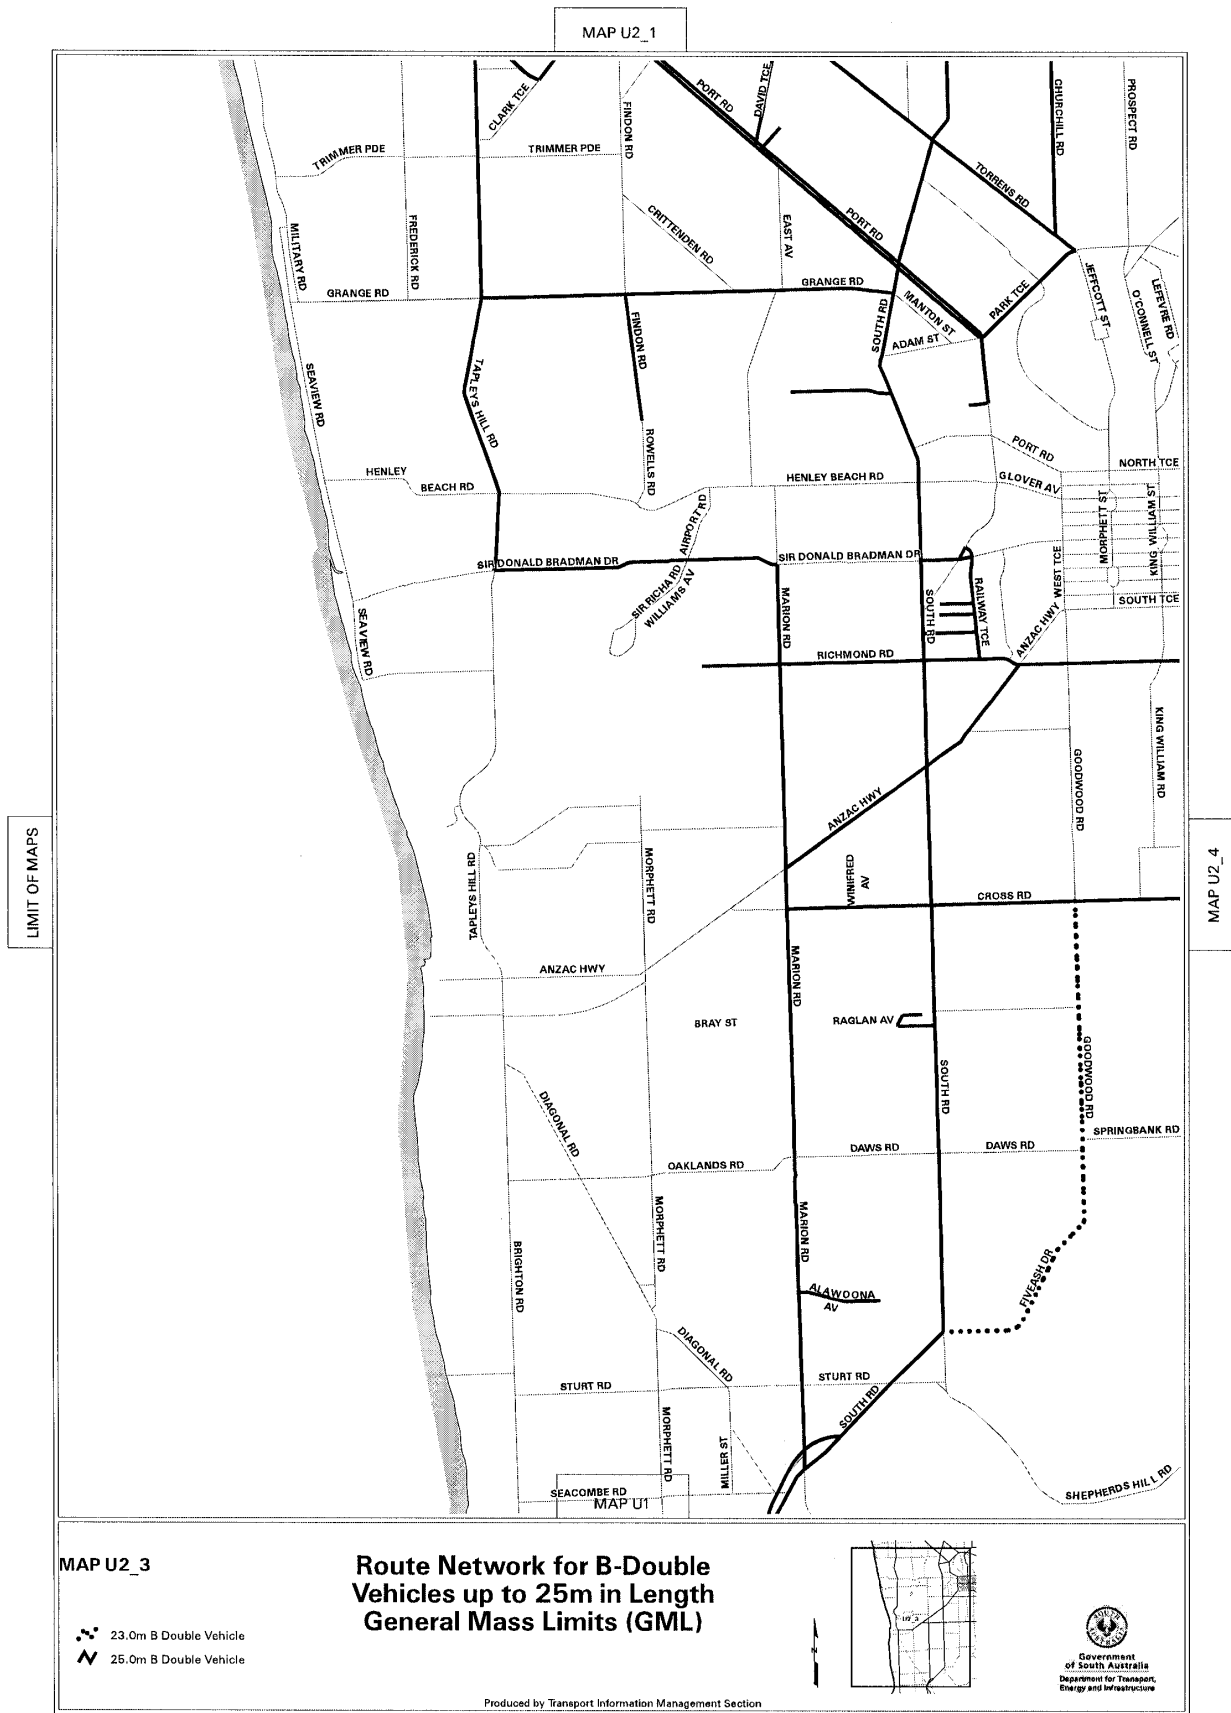 MAP U2_1
PORT RD
DAVID TCE
CLARK TCE
FINDON RD
CHURCHILL RD
PROSPECT RD
TRIMMER PDE
TRIMMER PDE
TORRENS RD
MILITARY RD
FREDERICK RD
CRITTENDEN RD
EAST AV
PORT RD
GRANGE RD
GRANGE RD
SOUTH RD
MANTON ST
ADAM ST
PARK TCE
JEFFCOTT ST
O'CONNELL ST
LEFEVRE RD
FINDON RD
SEAVIEW RD
TAPLEYS HILL RD
ROWELLS RD
HENLEY
BEACH RD
HENLEY BEACH RD
PORT RD
GLOVER AV
NORTH TCE
MORPHETT ST
KING WILLIAM ST
AIRPORT RD
SIR DONALD BRADMAN DR
SIR DONALD BRADMAN DR
WEST TCE
SIR RICHARD
WILLIAMS AV
SEAVIEW RD
MARION RD
SOUTH RD
RAILWAY TCE
ANZAC HWY
SOUTH TCE
RICHMOND RD
KING WILLIAM RD
GOODWOOD RD
ANZAC HWY
LIMIT OF MAPS
MAP U2_4
TAPLEYS HILL RD
MORPHETT RD
WINIFRED
AV
CROSS RD
ANZAC HWY
MARION RD
BRAY ST
RAGLAN AV
SOUTH RD
GOODWOOD RD
DIAGONAL RD
SPRINGBANK RD
DAWS RD
DAWS RD
OAKLANDS RD
MORPHETT RD
MARION RD
BRIGHTON RD
FIVEASH DR
ALAWOONA
AV
DIAGONAL RD
STURT RD
STURT RD
SOUTH RD
MORPHETT RD
MILLER ST
SHEPHERDS HILL RD
SEACOMBE RD
MAP U1
MAP U2_3
Route Network for B-Double
Vehicles up to 25m in Length
General Mass Limits (GML)
23.0m B Double Vehicle
25.0m B Double Vehicle
N
U2_3
SOUTH
AUSTRALIA
Government
of South Australia
Department for Transport,
Energy and Infrastructure
Produced by Transport Information Management Section